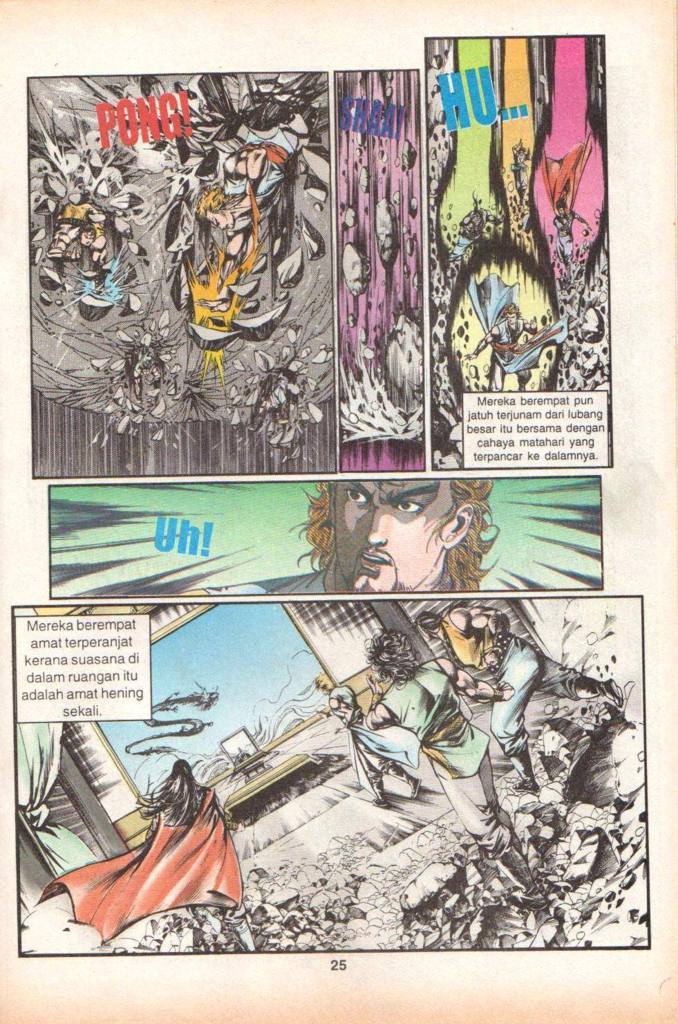 PONG!
SHAA!
HU...
Mereka berempat pun
jatuh terjunam dari lubang
besar itu bersama dengan
cahaya matahari yang
terpancar ke dalamnya.
Uh!
Mereka berempat
amat terperanjat
kerana suasana di
dalam ruangan itu
adalah amat hening
sekali.
25